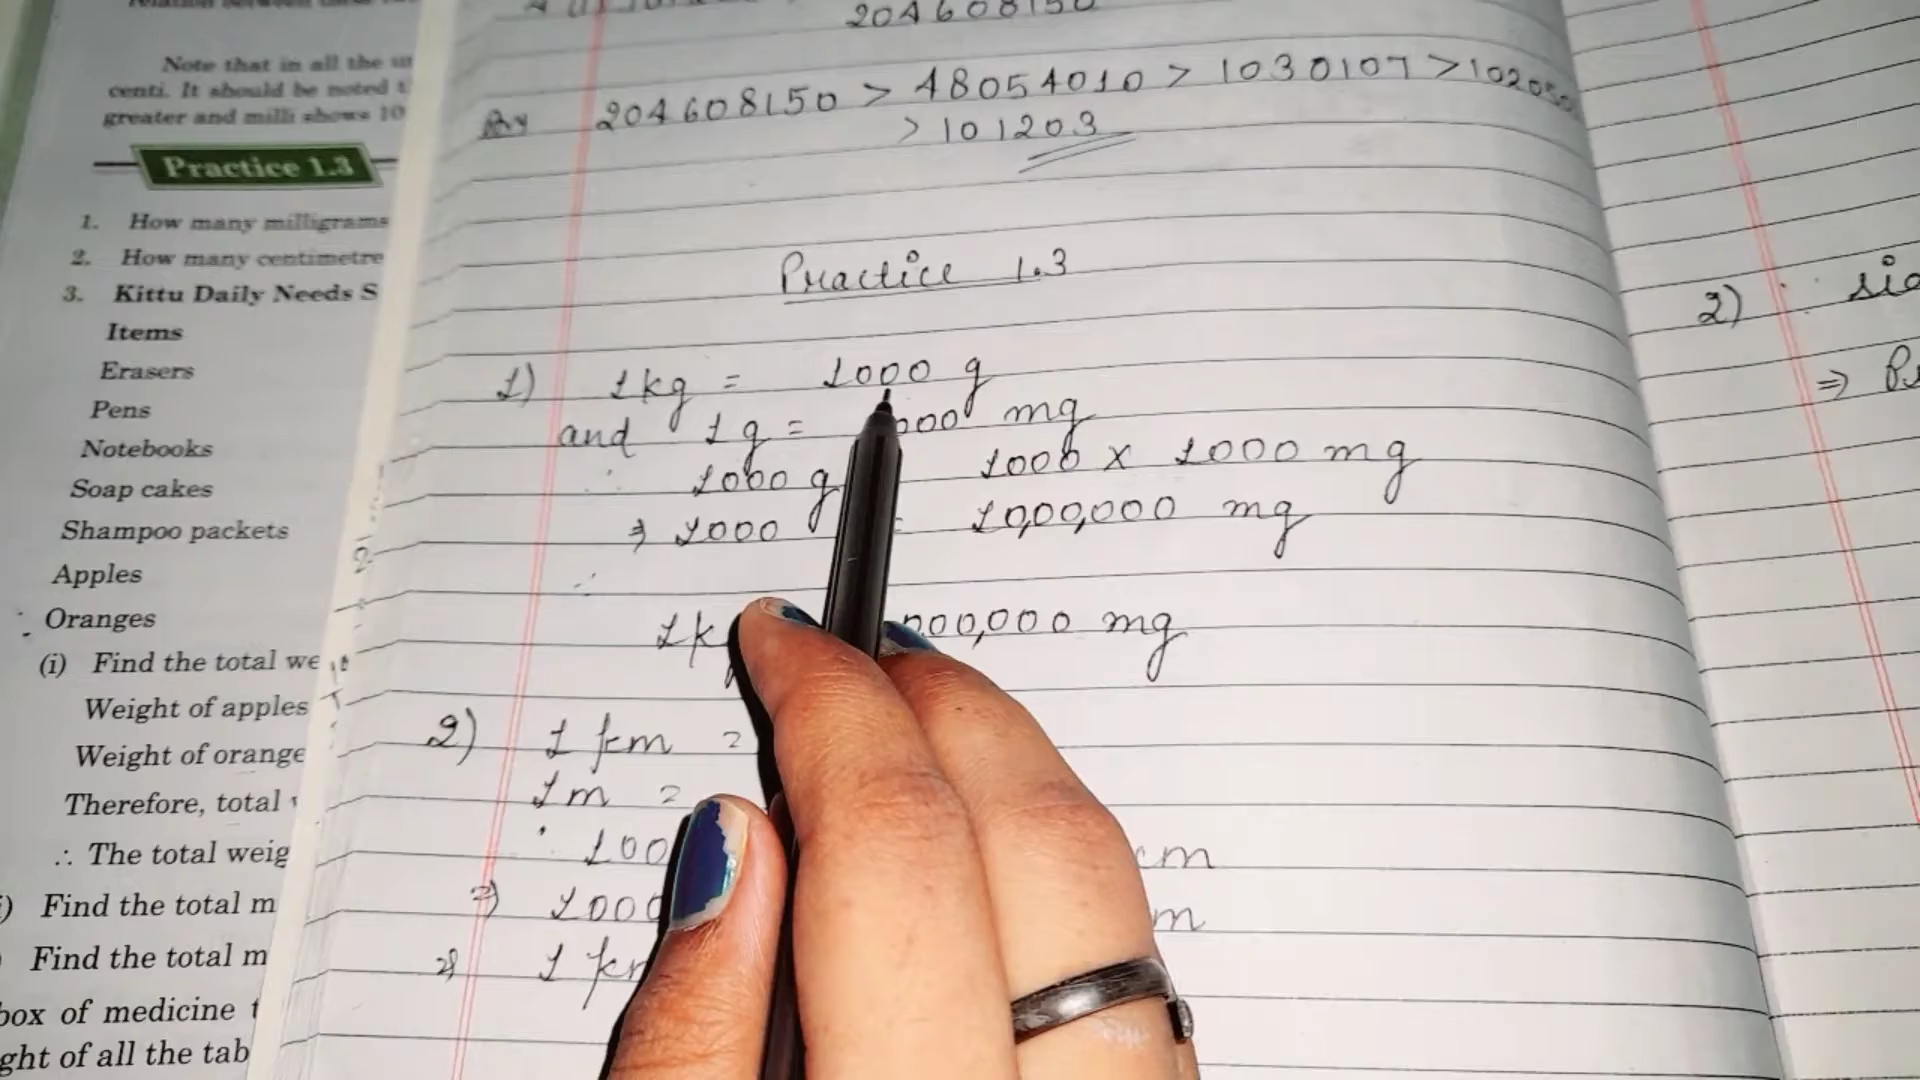 Note that in all the
centi. It should be noted
greater and milli shows 10
Practice 1.3
1. How many milligrams
2. How many centimetre
3. Kittu Daily Needs S
Items
Erasers
Pens
Notebooks
Soap cakes
Shampoo packets
Apples
Oranges
(i) Find the total we
Weight of apples
Weight of orange
Therefore, total
∴ The total weig
) Find the total m
Find the total m
box of medicine
ght of all the tab
204608150
204608150 > 48054010 > 1030107 > 102050
> 101203
Practice 1.3
1) 1kg = 1000 g
and 1g = 000 mg
1000 g 1000 × 1000 mg
⇒ 1000 = 10,00,000 mg
1k 000,000 mg
2) 1 km =
1m =
100 cm
⇒ 1000 m
⇒ 1 km
2)
⇒